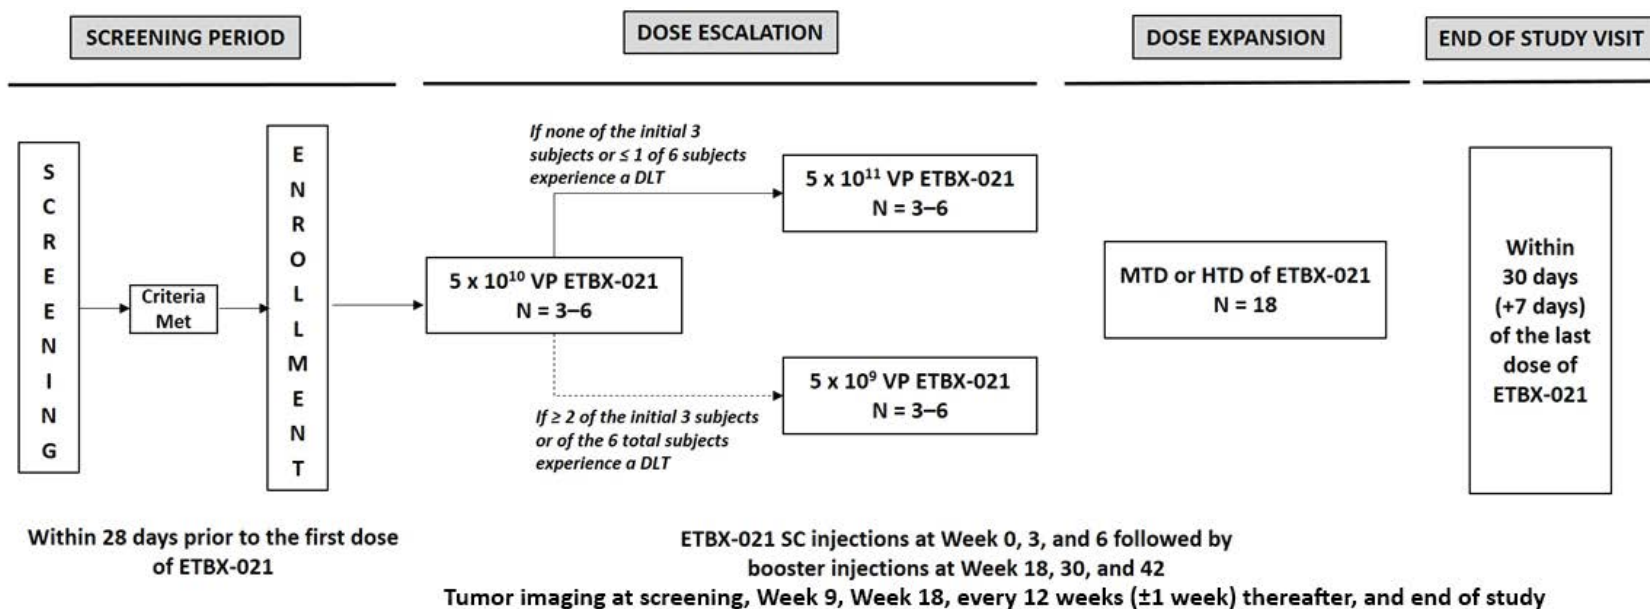 SCREENING PERIOD
DOSE ESCALATION
DOSE EXPANSION
END OF STUDY VISIT
SCREENING
Criteria
Met
ENROLLMENT
If none of the initial 3
subjects or ≤ 1 of 6 subjects
experience a DLT
5 x 10¹⁰ VP ETBX-021
N = 3–6
5 x 10¹¹ VP ETBX-021
N = 3–6
5 x 10⁹ VP ETBX-021
N = 3–6
If ≥ 2 of the initial 3 subjects
or of the 6 total subjects
experience a DLT
MTD or HTD of ETBX-021
N = 18
Within
30 days
(+7 days)
of the last
dose of
ETBX-021
Within 28 days prior to the first dose
of ETBX-021
ETBX-021 SC injections at Week 0, 3, and 6 followed by
booster injections at Week 18, 30, and 42
Tumor imaging at screening, Week 9, Week 18, every 12 weeks (±1 week) thereafter, and end of study